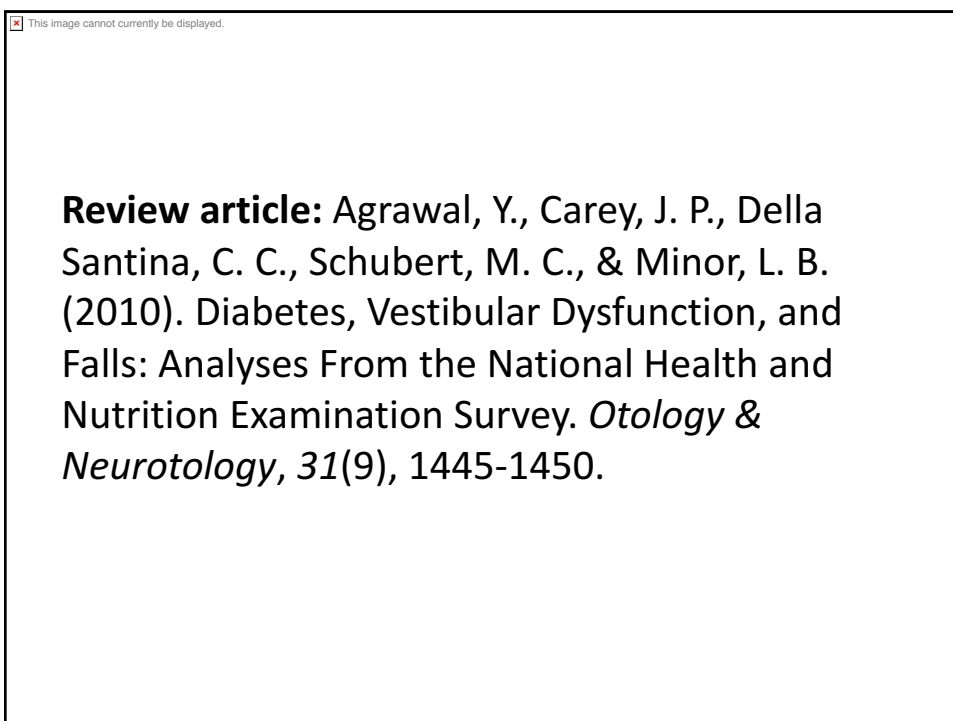 This image cannot currently be displayed.
Review article: Agrawal, Y., Carey, J. P., Della
Santina, C. C., Schubert, M. C., & Minor, L. B.
(2010). Diabetes, Vestibular Dysfunction, and
Falls: Analyses From the National Health and
Nutrition Examination Survey. Otology &
Neurotology, 31(9), 1445-1450.